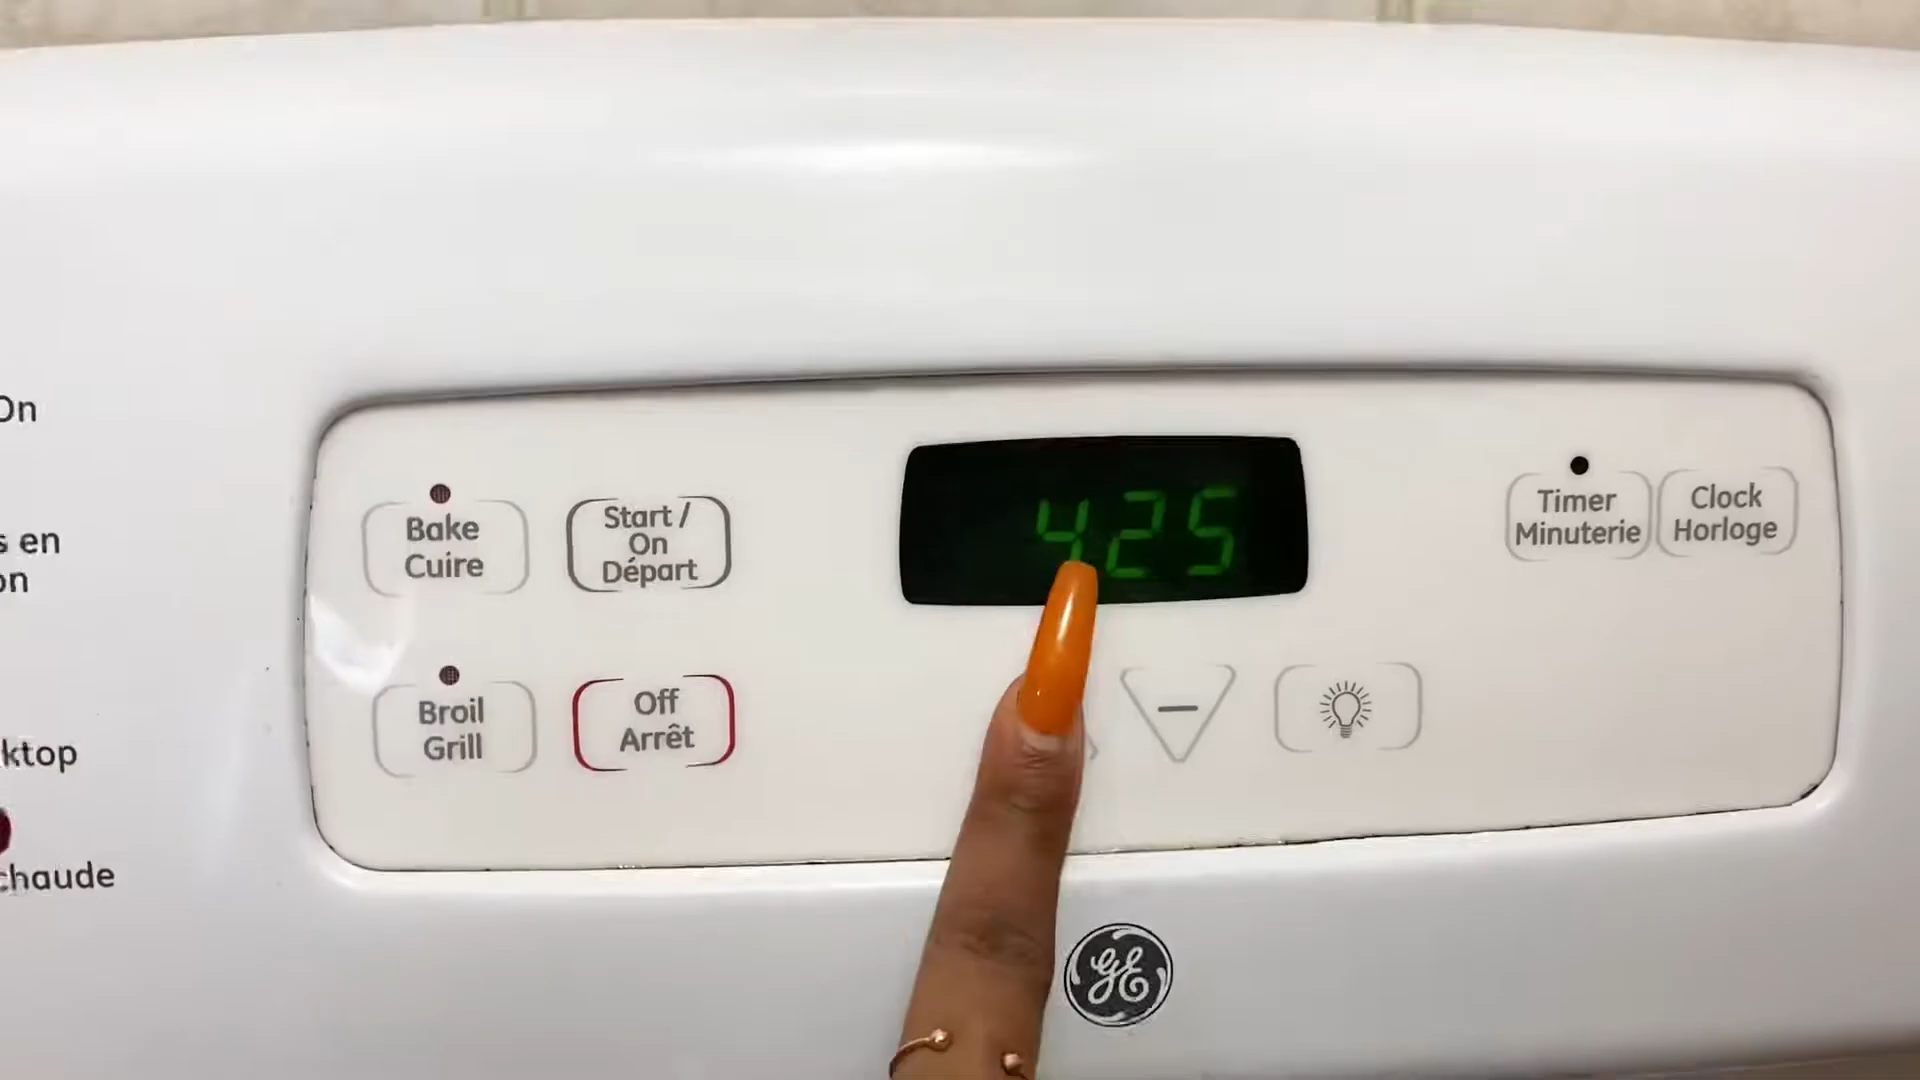 On
s en
on
ktop
chaude
Bake
Cuire
Start /
On
Départ
Broil
Grill
Off
Arrêt
425
−
Timer
Minuterie
Clock
Horloge
GE